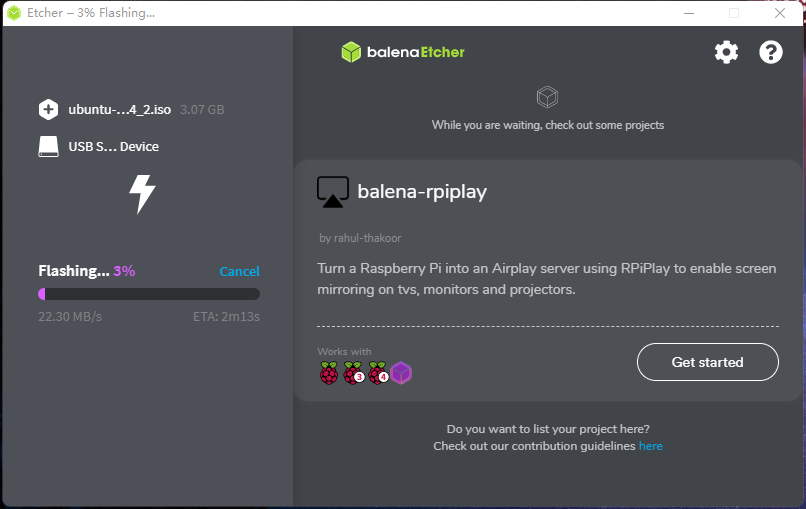 Etcher – 3% Flashing...
balenaEtcher
ubuntu-...4_2.iso 3.07 GB
USB S... Device
Flashing... 3% Cancel
22.30 MB/s ETA: 2m13s
While you are waiting, check out some projects
balena-rpiplay
by rahul-thakoor
Turn a Raspberry Pi into an Airplay server using RPiPlay to enable screen
mirroring on tvs, monitors and projectors.
Works with
3 4
Get started
Do you want to list your project here?
Check out our contribution guidelines here